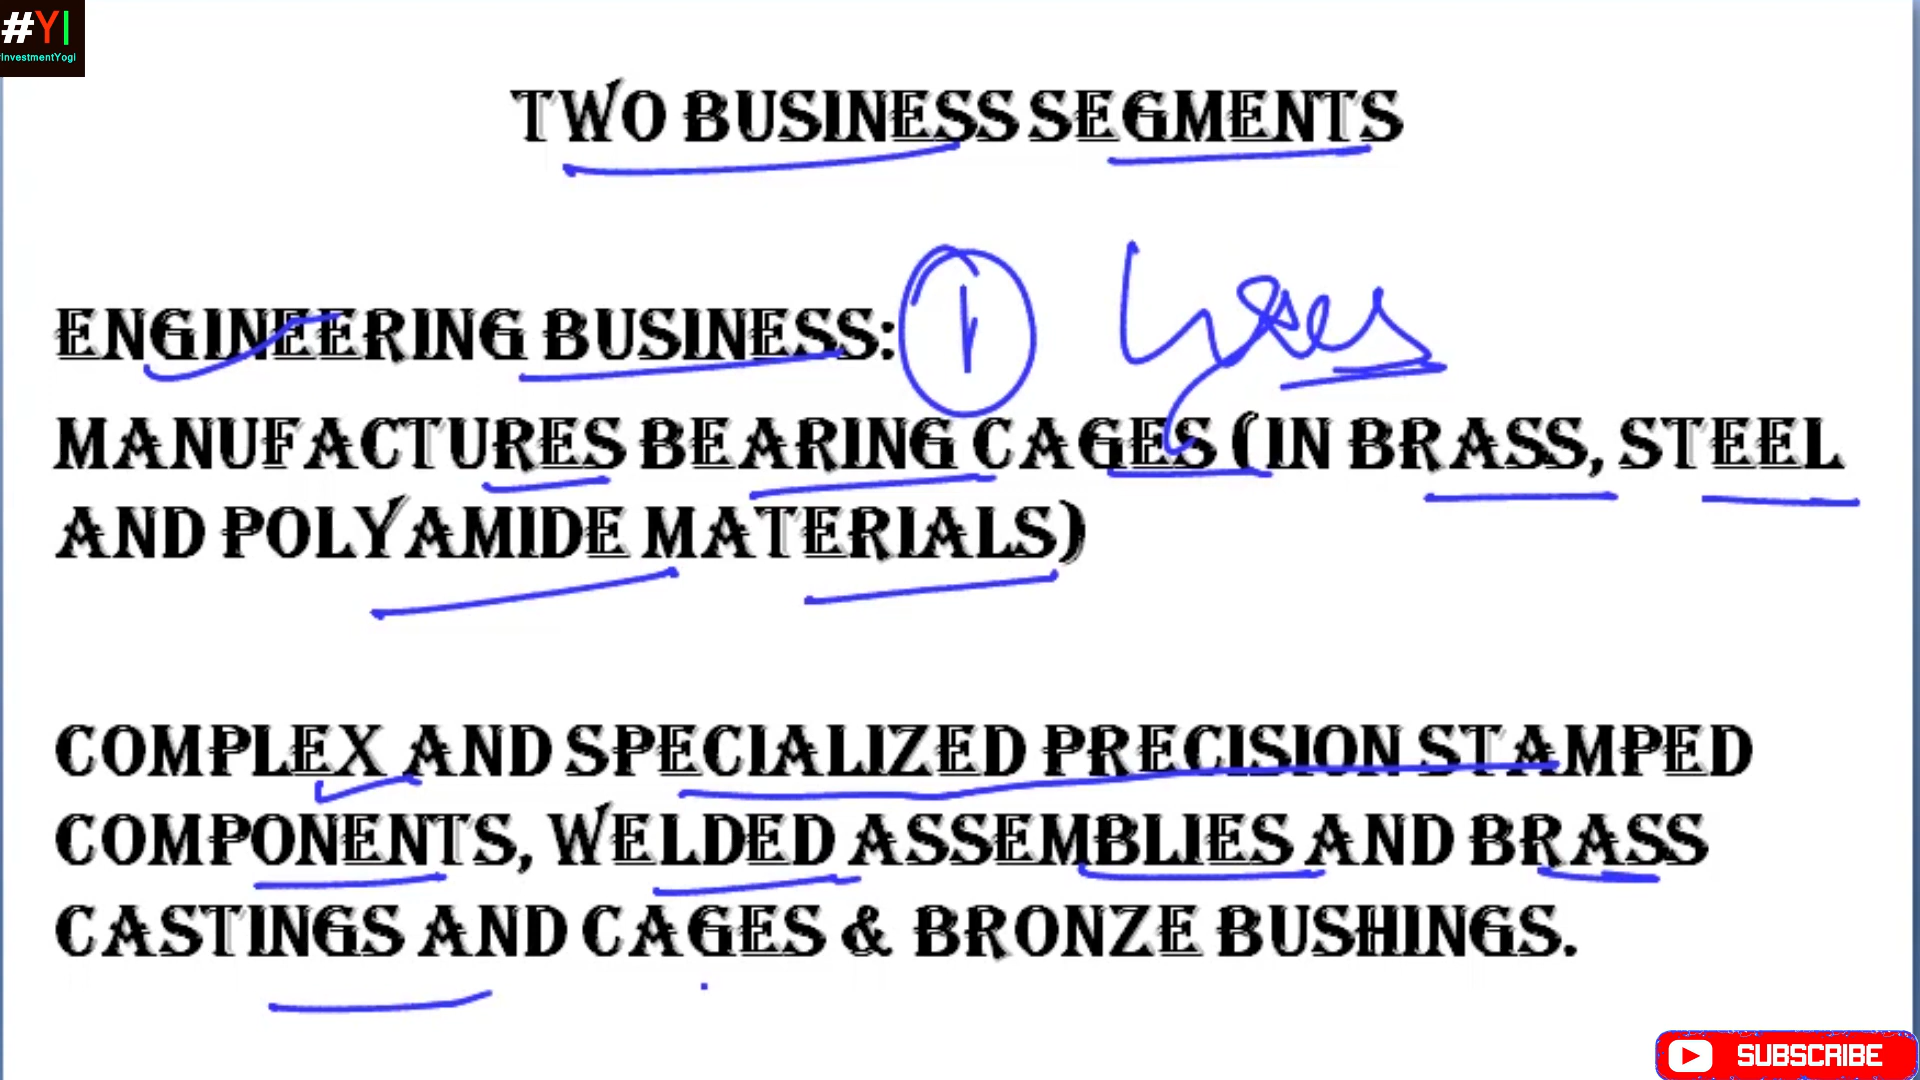 #YI
InvestmentYogi
TWO BUSINESS SEGMENTS
ENGINEERING BUSINESS: 1
MANUFACTURES BEARING CAGES (IN BRASS, STEEL
AND POLYAMIDE MATERIALS)
COMPLEX AND SPECIALIZED PRECISION STAMPED
COMPONENTS, WELDED ASSEMBLIES AND BRASS
CASTINGS AND CAGES & BRONZE BUSHINGS.
SUBSCRIBE